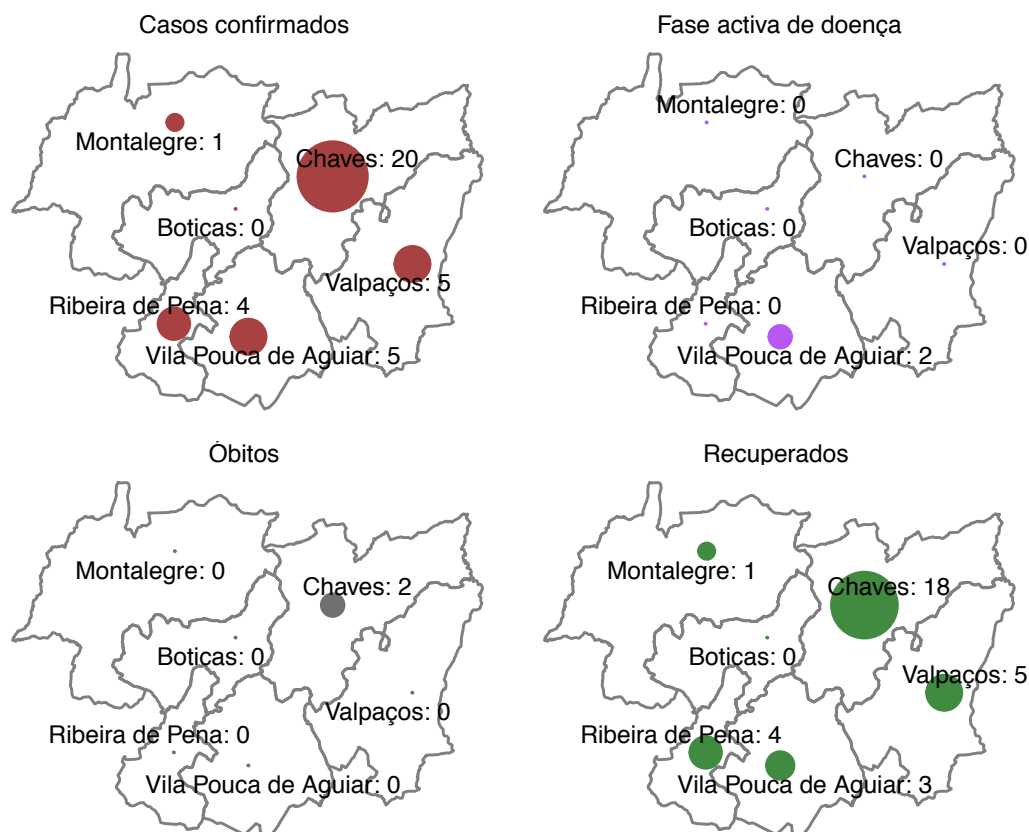 Casos confirmados
Montalegre: 1
Chaves: 20
Boticas: 0
Valpaços: 5
Ribeira de Pena: 4
Vila Pouca de Aguiar: 5
Fase activa de doença
Montalegre: 0
Chaves: 0
Boticas: 0
Valpaços: 0
Ribeira de Pena: 0
Vila Pouca de Aguiar: 2
Óbitos
Montalegre: 0
Chaves: 2
Boticas: 0
Valpaços: 0
Ribeira de Pena: 0
Vila Pouca de Aguiar: 0
Recuperados
Montalegre: 1
Chaves: 18
Boticas: 0
Valpaços: 5
Ribeira de Pena: 4
Vila Pouca de Aguiar: 3